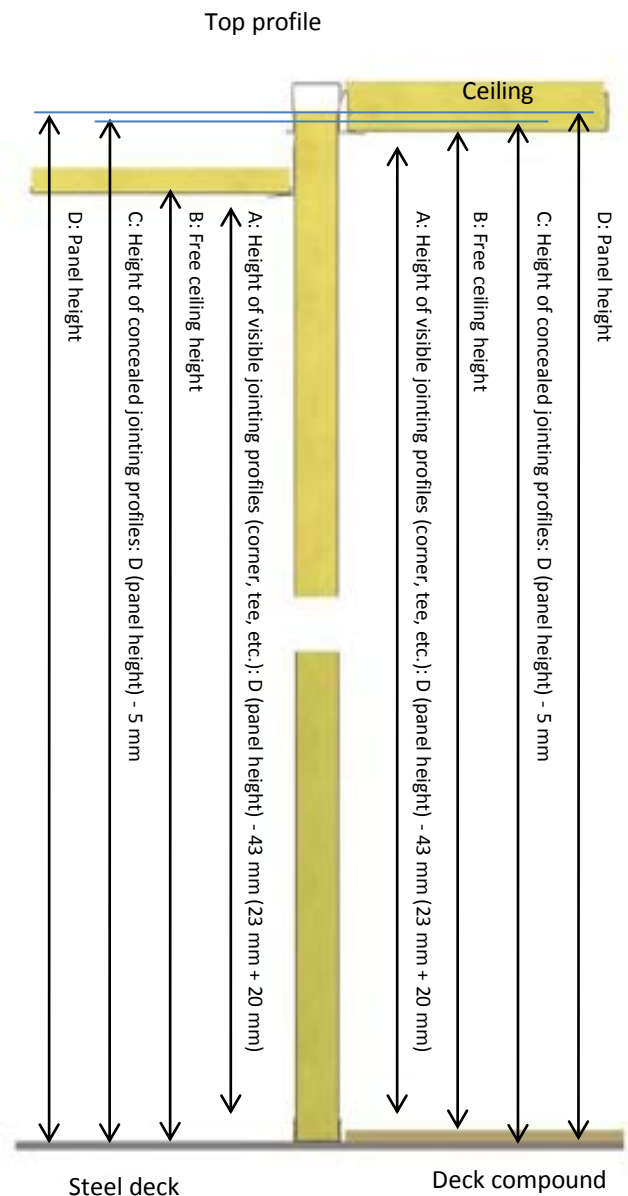 Top profile
Ceiling
D: Panel height
C: Height of concealed jointing profiles: D (panel height) - 5 mm
B: Free ceiling height
A: Height of visible jointing profiles (corner, tee, etc.): D (panel height) - 43 mm (23 mm + 20 mm)
A: Height of visible jointing profiles (corner, tee, etc.): D (panel height) - 43 mm (23 mm + 20 mm)
B: Free ceiling height
C: Height of concealed jointing profiles: D (panel height) - 5 mm
D: Panel height
Steel deck
Deck compound